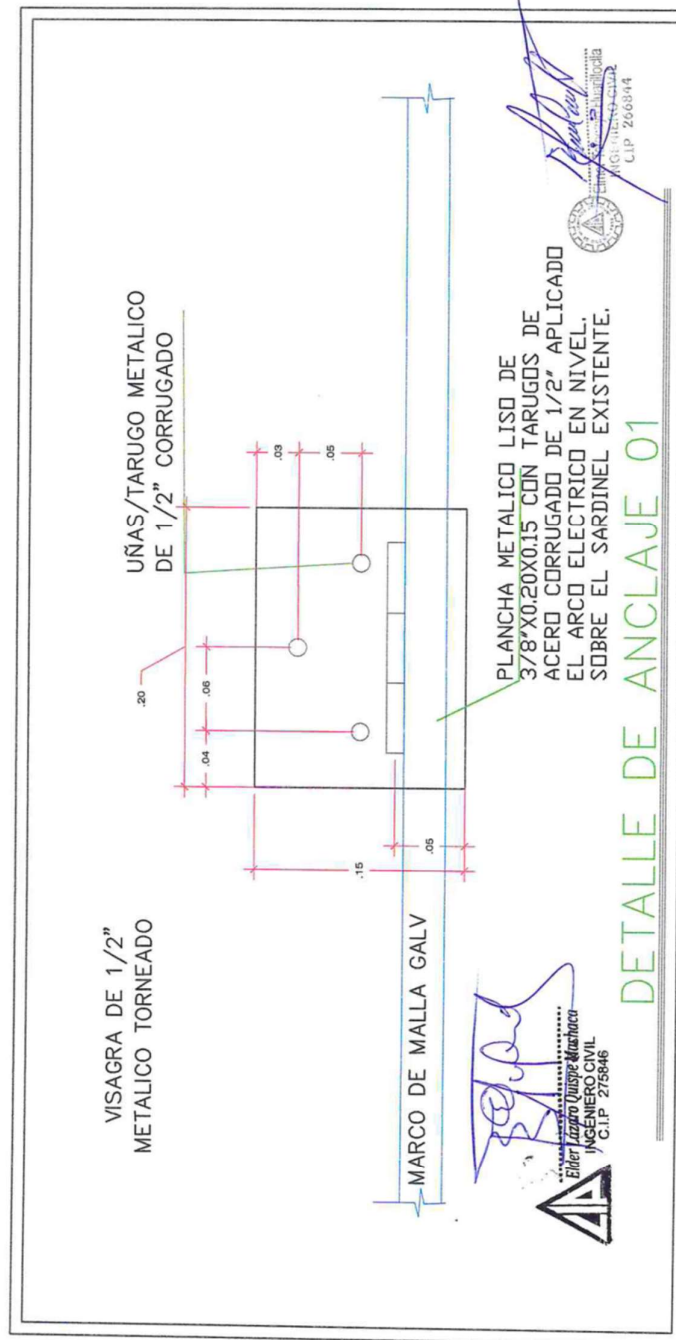 VISAGRA DE 1/2"
METALICO TORNEADO
UÑAS/TARUGO METALICO
DE 1/2" CORRUGADO
.20
.04
.06
.03
.05
.15
.05
MARCO DE MALLA GALV
PLANCHA METALICO LISO DE
3/8"X0.20X0.15 CON TARUGOS DE
ACERO CORRUGADO DE 1/2" APLICADO
EL ARCO ELECTRICO EN NIVEL.
SOBRE EL SARDINEL EXISTENTE.
DETALLE DE ANCLAJE 01
Elder Lazaro Quispe Machaca
INGENIERO CIVIL
C.I.P 275846
INGENIERO CIVIL
CIP 266844